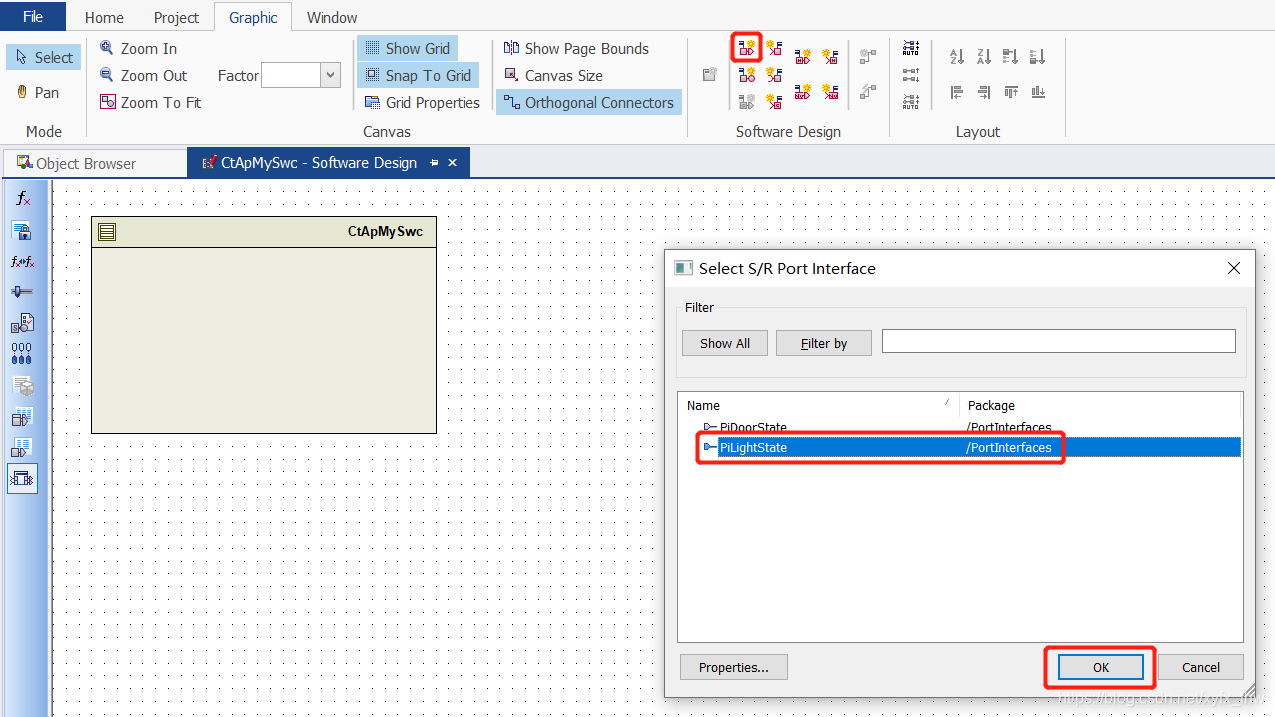 File Home Project Graphic Window
Select Zoom In Show Grid Show Page Bounds
Zoom Out Factor Snap To Grid Canvas Size
Pan Zoom To Fit Grid Properties Orthogonal Connectors
AUTO
AUTO
Mode Canvas Software Design Layout
Object Browser CtApMySwc - Software Design
CtApMySwc
Select S/R Port Interface
Filter
Show All Filter by
Name Package
PiDoorState /PortInterfaces
PiLightState /PortInterfaces
Properties... OK Cancel